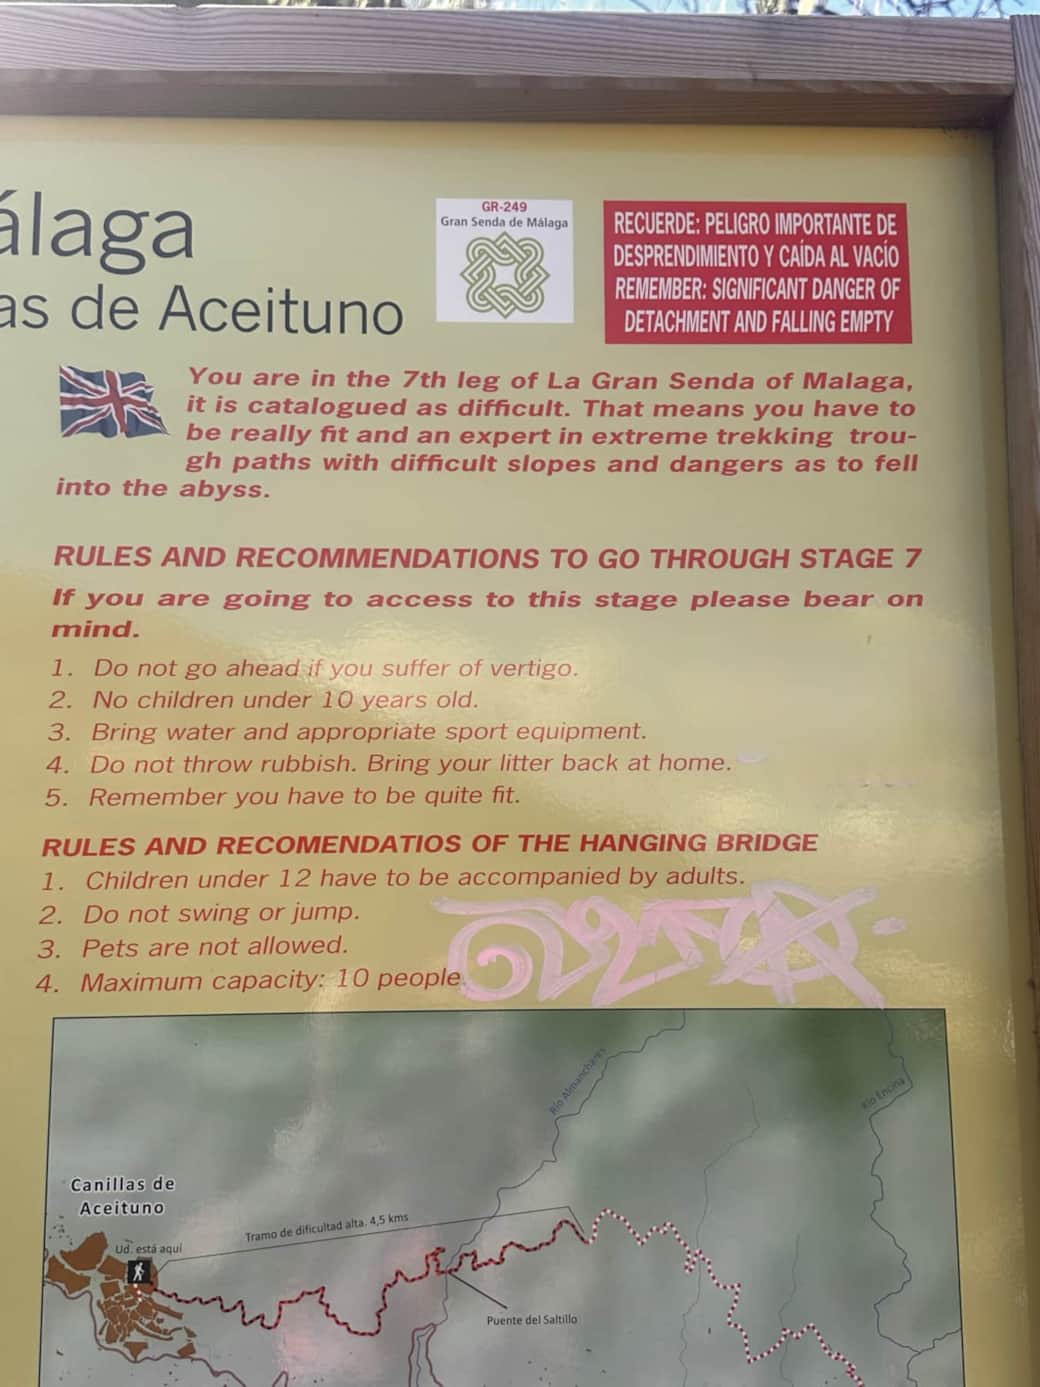 álaga
as de Aceituno
GR-249
Gran Senda de Málaga
RECUERDE: PELIGRO IMPORTANTE DE
DESPRENDIMIENTO Y CAÍDA AL VACÍO
REMEMBER: SIGNIFICANT DANGER OF
DETACHMENT AND FALLING EMPTY
You are in the 7th leg of La Gran Senda of Malaga,
it is catalogued as difficult. That means you have to
be really fit and an expert in extreme trekking trou-
gh paths with difficult slopes and dangers as to fell
into the abyss.
RULES AND RECOMMENDATIONS TO GO THROUGH STAGE 7
If you are going to access to this stage please bear on
mind.
1. Do not go ahead if you suffer of vertigo.
2. No children under 10 years old.
3. Bring water and appropriate sport equipment.
4. Do not throw rubbish. Bring your litter back at home.
5. Remember you have to be quite fit.
RULES AND RECOMENDATIOS OF THE HANGING BRIDGE
1. Children under 12 have to be accompanied by adults.
2. Do not swing or jump.
3. Pets are not allowed.
4. Maximum capacity: 10 people.
Río Almanchares
Río Encina
Canillas de
Aceituno
Tramo de dificultad alta. 4,5 kms
Ud. está aquí
Puente del Saltillo